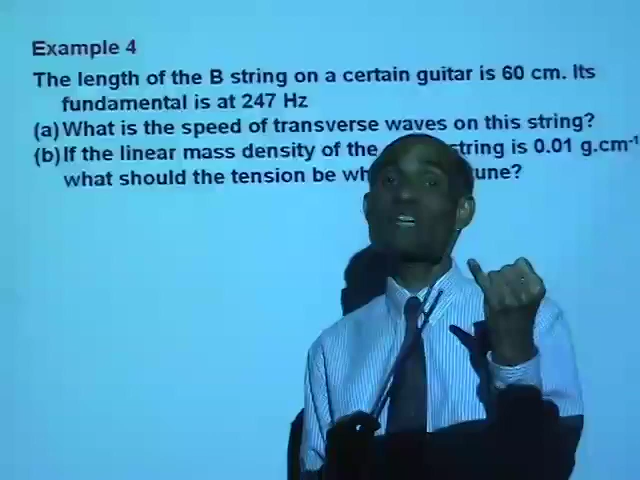 Example 4
The length of the B string on a certain guitar is 60 cm. Its
fundamental is at 247 Hz
(a) What is the speed of transverse waves on this string?
(b) If the linear mass density of the string is 0.01 g.cm⁻¹
what should the tension be